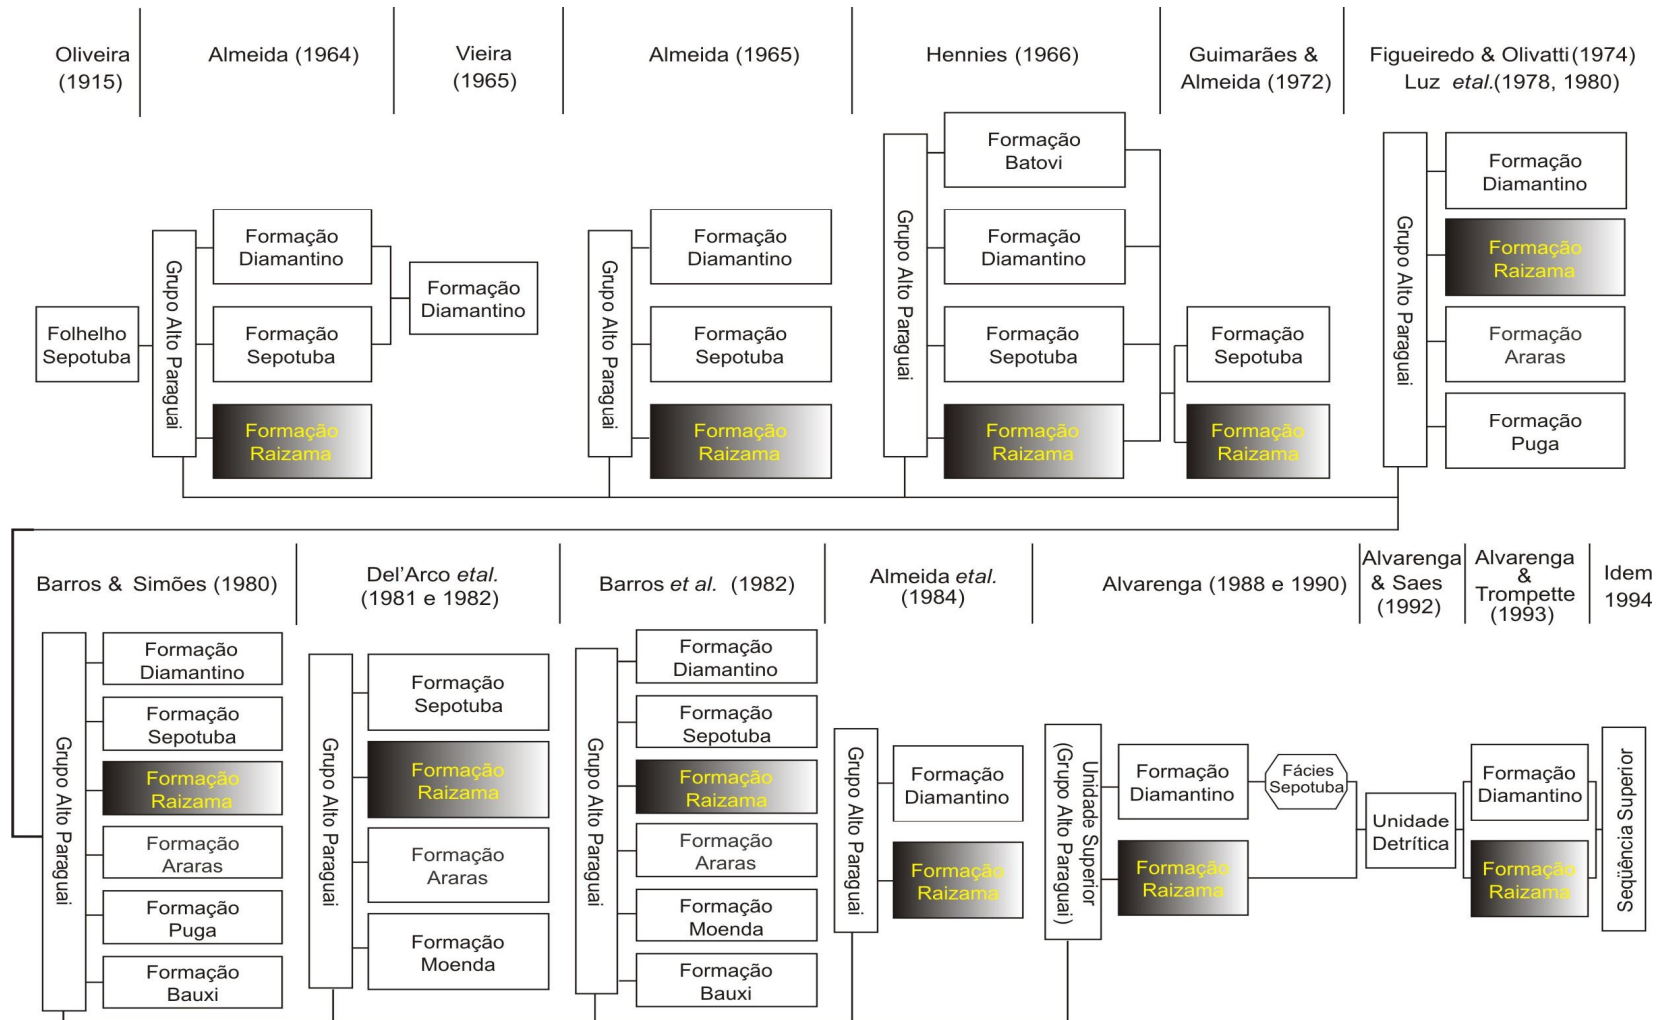 Oliveira
(1915)
Almeida (1964)
Vieira
(1965)
Almeida (1965)
Hennies (1966)
Guimarães &
Almeida (1972)
Figueiredo & Olivatti(1974)
Luz etal.(1978, 1980)
Folhelho
Sepotuba
Grupo Alto Paraguai
Formação
Diamantino
Formação
Sepotuba
Formação
Raizama
Formação
Diamantino
Grupo Alto Paraguai
Formação
Diamantino
Formação
Sepotuba
Formação
Raizama
Grupo Alto Paraguai
Formação
Batovi
Formação
Diamantino
Formação
Sepotuba
Formação
Raizama
Formação
Sepotuba
Formação
Raizama
Grupo Alto Paraguai
Formação
Diamantino
Formação
Raizama
Formação
Araras
Formação
Puga
Barros & Simões (1980)
Del'Arco etal.
(1981 e 1982)
Barros et al. (1982)
Almeida etal.
(1984)
Alvarenga (1988 e 1990)
Alvarenga
& Saes
(1992)
Alvarenga
&
Trompette
(1993)
Idem
1994
Grupo Alto Paraguai
Formação
Diamantino
Formação
Sepotuba
Formação
Raizama
Formação
Araras
Formação
Puga
Formação
Bauxi
Grupo Alto Paraguai
Formação
Sepotuba
Formação
Raizama
Formação
Araras
Formação
Moenda
Grupo Alto Paraguai
Formação
Diamantino
Formação
Sepotuba
Formação
Raizama
Formação
Araras
Formação
Moenda
Formação
Bauxi
Grupo Alto Paraguai
Formação
Diamantino
Formação
Raizama
Unidade Superior
(Grupo Alto Paraguai)
Formação
Diamantino
Fácies
Sepotuba
Formação
Raizama
Unidade
Detrítica
Formação
Diamantino
Formação
Raizama
Seqüência Superior